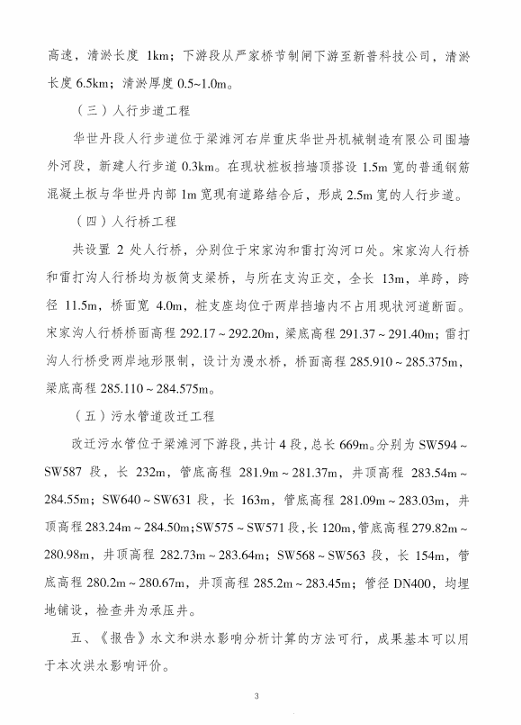 高速，清淤长度 1km；下游段从严家桥节制闸下游至新普科技公司，清淤
长度 6.5km；清淤厚度 0.5~1.0m。
（三）人行步道工程
华世丹段人行步道位于梁滩河右岸重庆华世丹机械制造有限公司围墙
外河段，新建人行步道 0.3km。在现状桩板挡墙顶搭设 1.5m 宽的普通钢筋
混凝土板与华世丹内部 1m 宽现有道路结合后，形成 2.5m 宽的人行步道。
（四）人行桥工程
共设置 2 处人行桥，分别位于宋家沟和雷打沟河口处。宋家沟人行桥
和雷打沟人行桥均为板简支梁桥，与所在支沟正交，全长 13m，单跨，跨
径 11.5m，桥面宽 4.0m，桩支座均位于两岸挡墙内不占用现状河道断面。
宋家沟人行桥桥面高程 292.17～292.20m，梁底高程 291.37～291.40m；雷打
沟人行桥受两岸地形限制，设计为漫水桥，桥面高程 285.910～285.375m，
梁底高程 285.110～284.575m。
（五）污水管道改迁工程
改迁污水管位于梁滩河下游段，共计 4 段，总长 669m。分别为 SW594～
SW587 段，长 232m，管底高程 281.9m～281.37m，井顶高程 283.54m～
284.55m；SW640～SW631 段，长 163m，管底高程 281.09m～283.03m，井
顶高程 283.24m～284.50m；SW575～SW571 段，长 120m，管底高程 279.82m～
280.98m，井顶高程 282.73m～283.64m；SW568～SW563 段，长 154m，管
底高程 280.2m～280.67m，井顶高程 285.2m～283.45m；管径 DN400，均埋
地铺设，检查井为承压井。
五、《报告》水文和洪水影响分析计算的方法可行，成果基本可以用
于本次洪水影响评价。
3